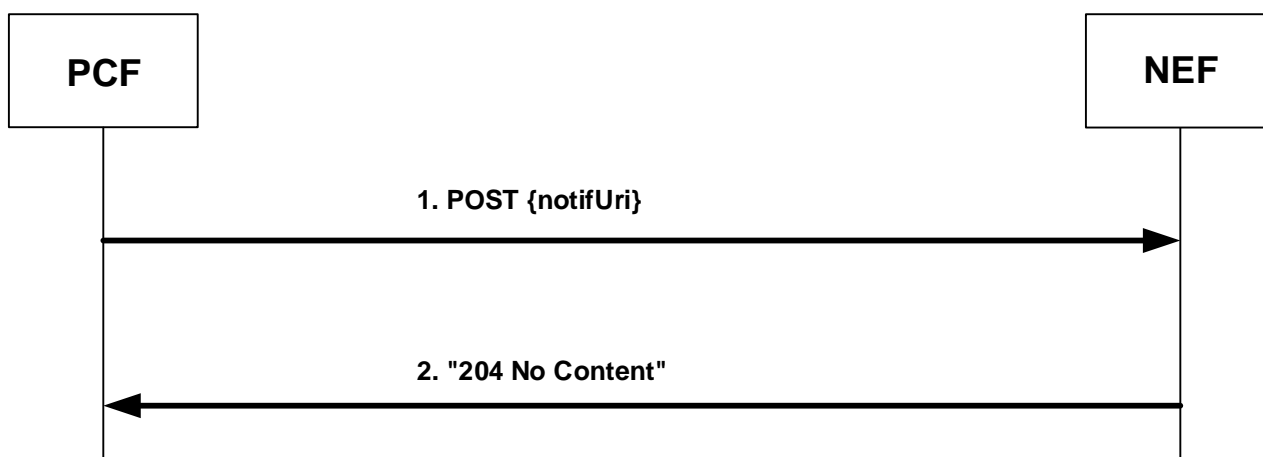 PCF
NEF
1. POST {notifUri}
2. "204 No Content"